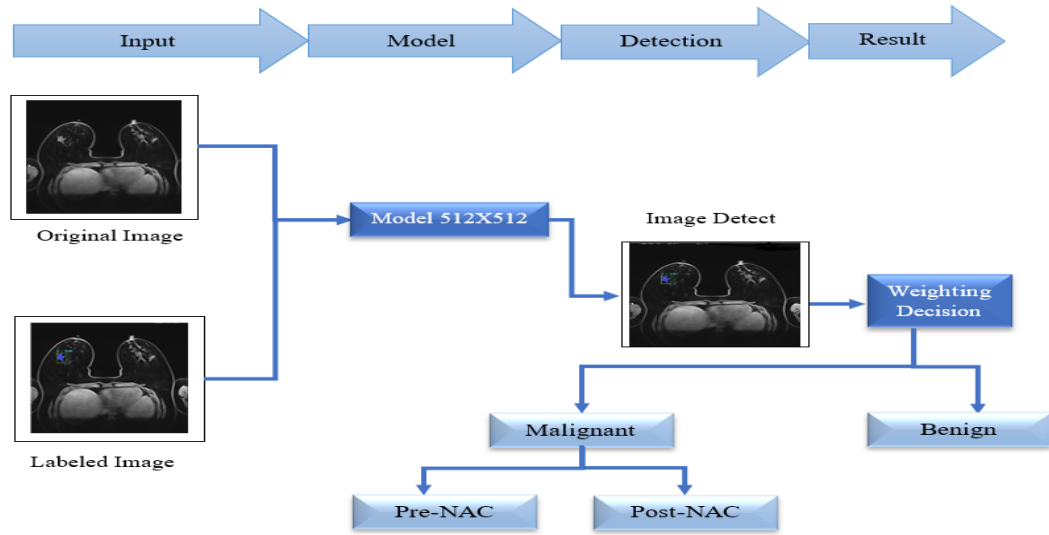 Input
Model
Detection
Result
Original Image
Model 512X512
Image Detect
Weighting
Decision
Labeled Image
Malignant
Benign
Pre-NAC
Post-NAC